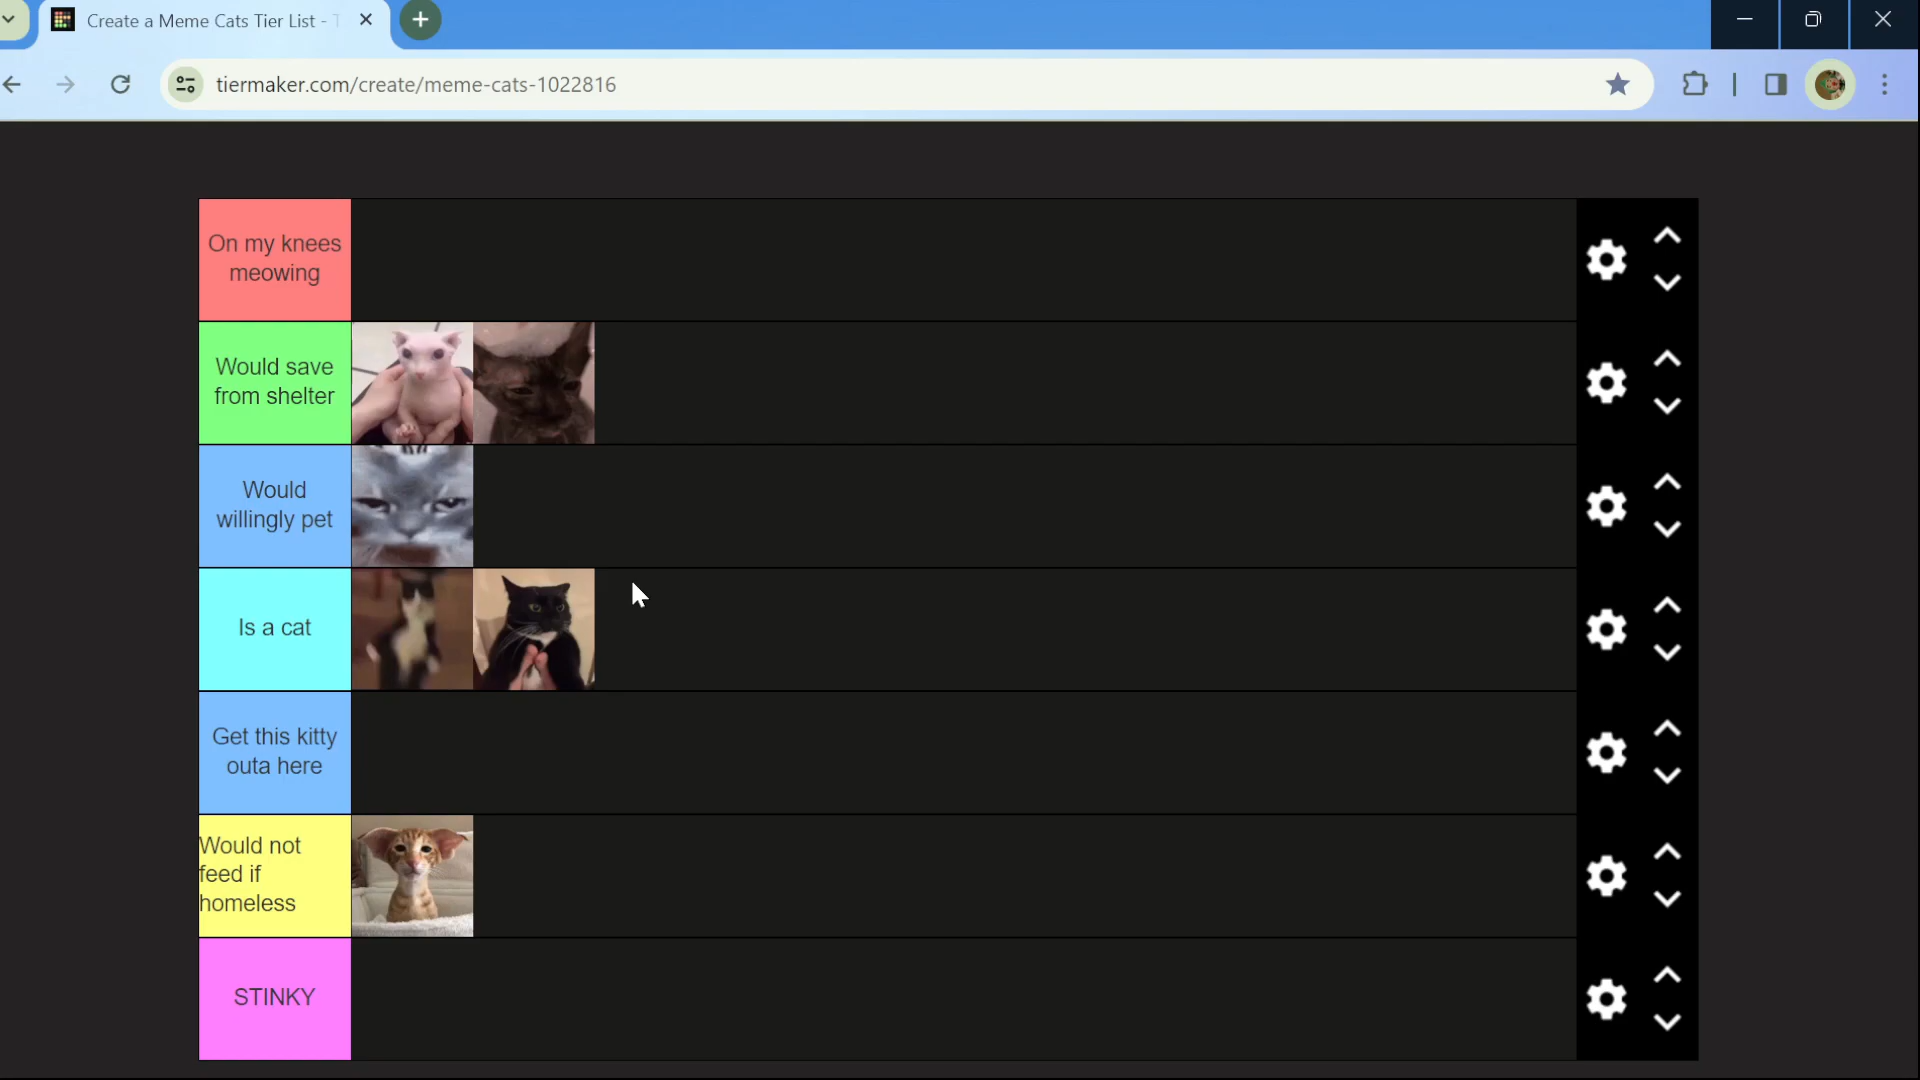 Create a Meme Cats Tier List -
tiermaker.com/create/meme-cats-1022816
On my knees
meowing
Would save
from shelter
Would
willingly pet
Is a cat
Get this kitty
outa here
Would not
feed if
homeless
STINKY